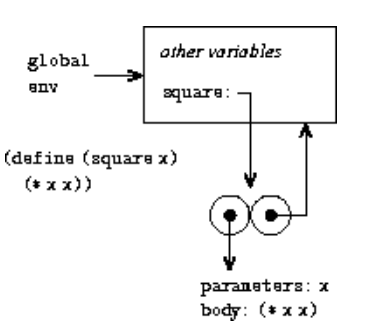 other variables
global
env
square:
(define (square x)
(* x x))
parameters: x
body: (* x x)